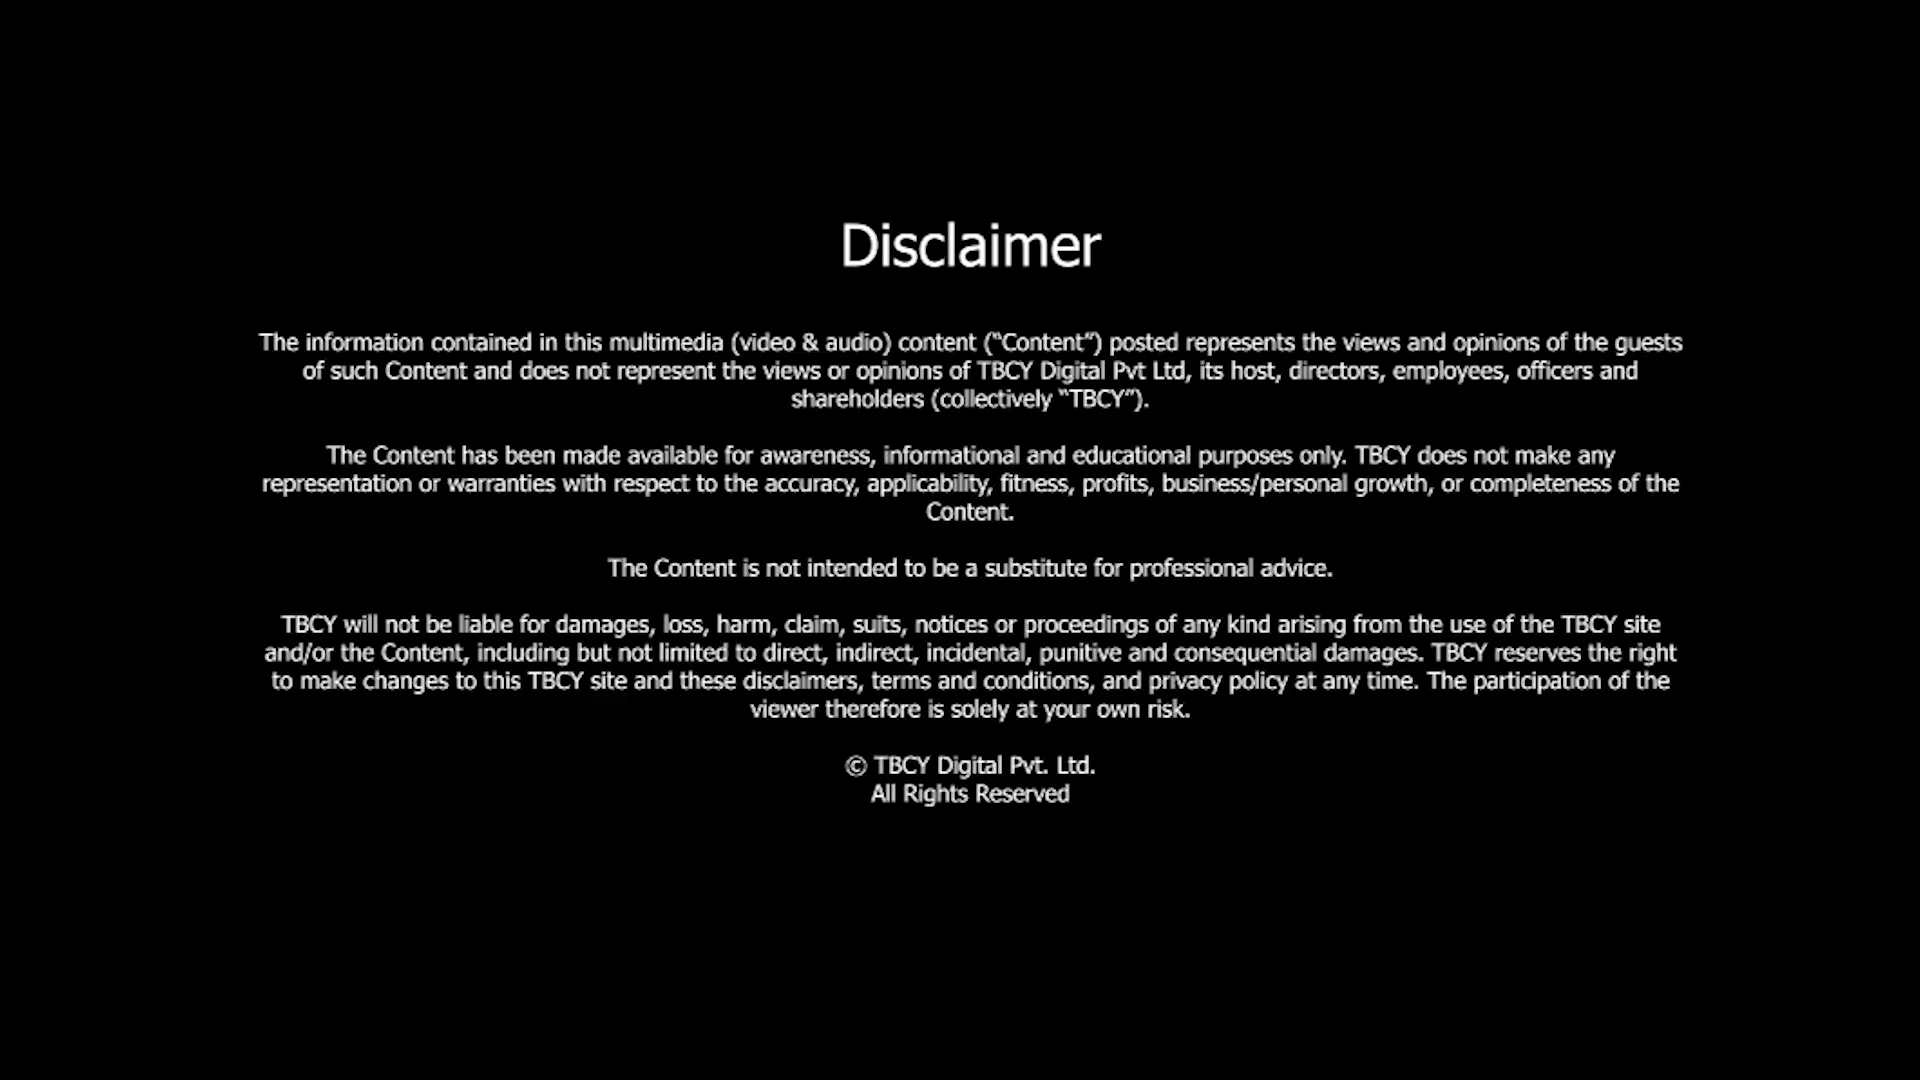 Disclaimer
The information contained in this multimedia (video & audio) content (“Content”) posted represents the views and opinions of the guests
of such Content and does not represent the views or opinions of TBCY Digital Pvt Ltd, its host, directors, employees, officers and
shareholders (collectively “TBCY”).
The Content has been made available for awareness, informational and educational purposes only. TBCY does not make any
representation or warranties with respect to the accuracy, applicability, fitness, profits, business/personal growth, or completeness of the
Content.
The Content is not intended to be a substitute for professional advice.
TBCY will not be liable for damages, loss, harm, claim, suits, notices or proceedings of any kind arising from the use of the TBCY site
and/or the Content, including but not limited to direct, indirect, incidental, punitive and consequential damages. TBCY reserves the right
to make changes to this TBCY site and these disclaimers, terms and conditions, and privacy policy at any time. The participation of the
viewer therefore is solely at your own risk.
© TBCY Digital Pvt. Ltd.
All Rights Reserved